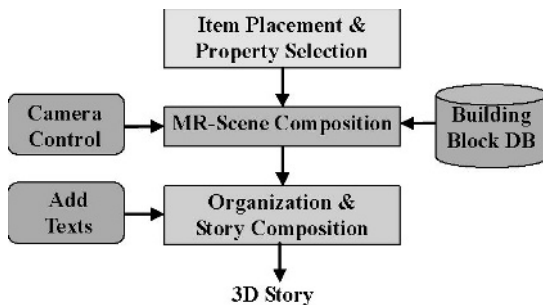 Item Placement &
Property Selection
Camera
Control
MR-Scene Composition
Building
Block DB
Add
Texts
Organization &
Story Composition
3D Story